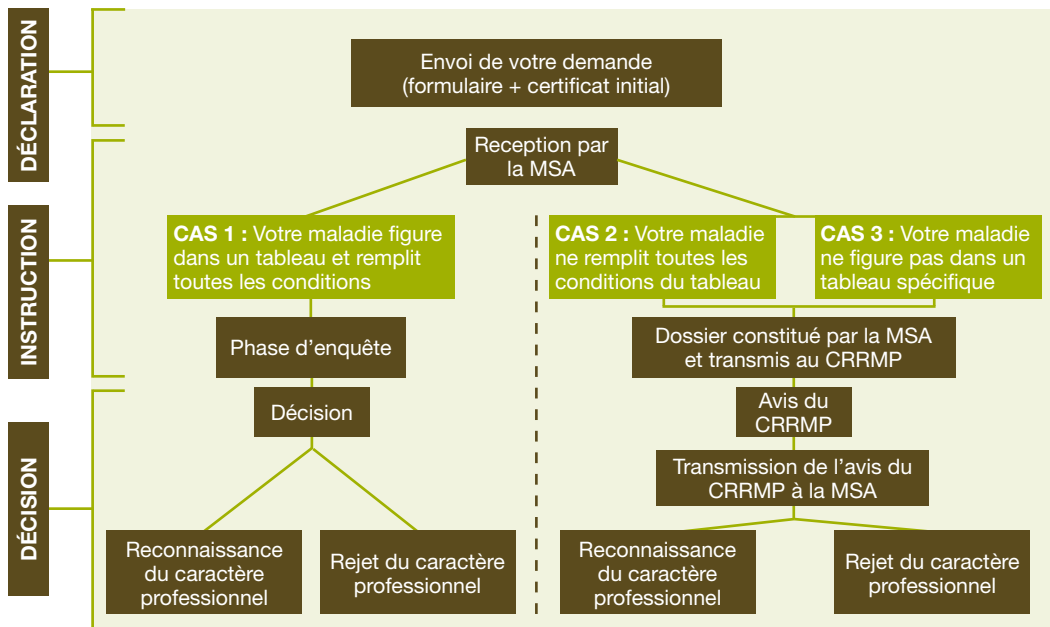 DÉCLARATION
Envoi de votre demande
(formulaire + certificat initial)
INSTRUCTION
Reception par
la MSA
CAS 1 : Votre maladie figure
dans un tableau et remplit
toutes les conditions
CAS 2 : Votre maladie
ne remplit toutes les
conditions du tableau
CAS 3 : Votre maladie
ne figure pas dans un
tableau spécifique
Phase d'enquête
Dossier constitué par la MSA
et transmis au CRRMP
DÉCISION
Décision
Avis du
CRRMP
Transmission de l'avis du
CRRMP à la MSA
Reconnaissance
du caractère
professionnel
Rejet du caractère
professionnel
Reconnaissance
du caractère
professionnel
Rejet du caractère
professionnel